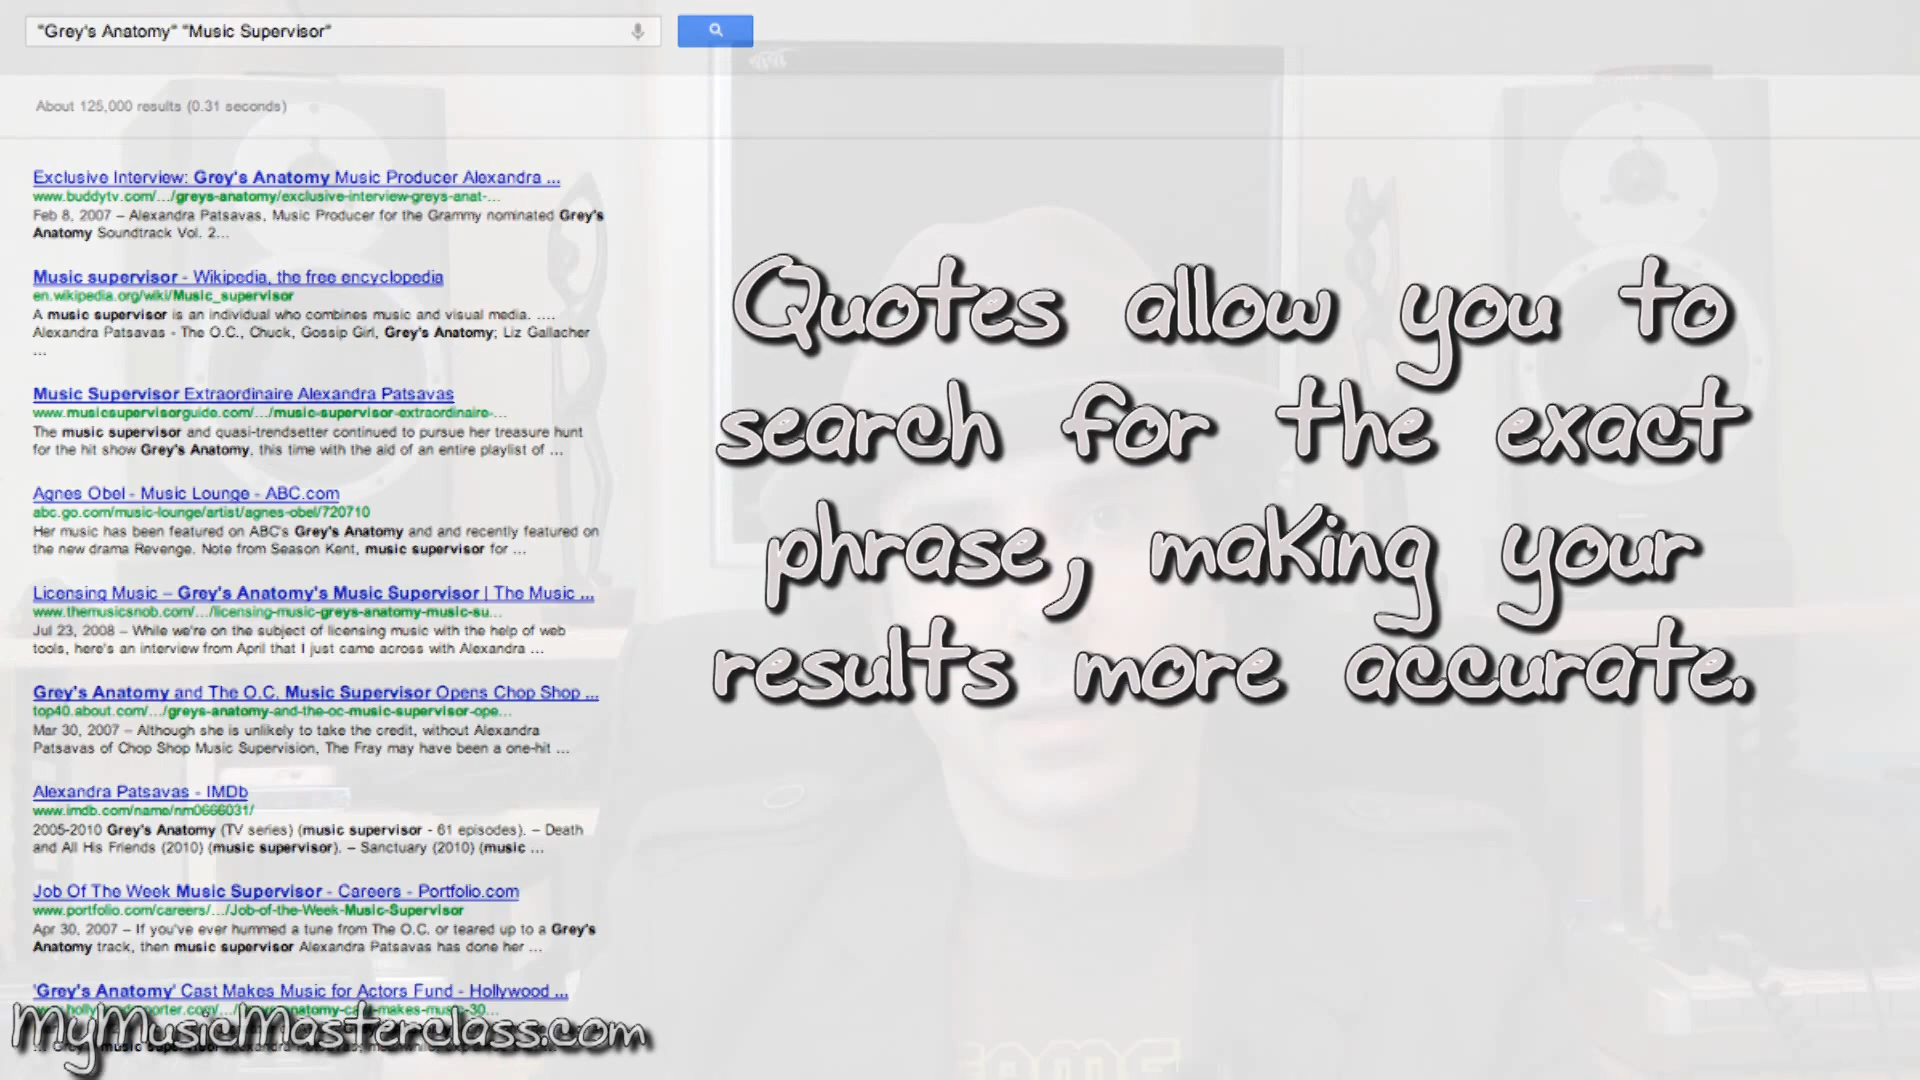 "Grey's Anatomy" "Music Supervisor"
About 125,000 results (0.31 seconds)
Exclusive Interview: Grey's Anatomy Music Producer Alexandra ...
www.buddytv.com/.../greys-anatomy/exclusive-interview-greys-anat-...
Feb 8, 2007 – Alexandra Patsavas, Music Producer for the Grammy nominated Grey's
Anatomy Soundtrack Vol. 2...
Music supervisor - Wikipedia, the free encyclopedia
en.wikipedia.org/wiki/Music_supervisor
A music supervisor is an individual who combines music and visual media. ....
Alexandra Patsavas - The O.C., Chuck, Gossip Girl, Grey's Anatomy; Liz Gallacher
...
Music Supervisor Extraordinaire Alexandra Patsavas
www.musicsupervisorguide.com/.../music-supervisor-extraordinaire-...
The music supervisor and quasi-trendsetter continued to pursue her treasure hunt
for the hit show Grey's Anatomy, this time with the aid of an entire playlist of ...
Agnes Obel - Music Lounge - ABC.com
abc.go.com/music-lounge/artist/agnes-obel/720710
Her music has been featured on ABC's Grey's Anatomy and and recently featured on
the new drama Revenge. Note from Season Kent, music supervisor for ...
Licensing Music – Grey's Anatomy's Music Supervisor | The Music ...
www.themusicsnob.com/.../licensing-music-greys-anatomy-music-su...
Jul 23, 2008 – While we're on the subject of licensing music with the help of web
tools, here's an interview from April that I just came across with Alexandra ...
Grey's Anatomy and The O.C. Music Supervisor Opens Chop Shop ...
top40.about.com/.../greys-anatomy-and-the-oc-music-supervisor-ope...
Mar 30, 2007 – Although she is unlikely to take the credit, without Alexandra
Patsavas of Chop Shop Music Supervision, The Fray may have been a one-hit ...
Alexandra Patsavas - IMDb
www.imdb.com/name/nm0666031/
2005-2010 Grey's Anatomy (TV series) (music supervisor - 61 episodes). – Death
and All His Friends (2010) (music supervisor). – Sanctuary (2010) (music ...
Job Of The Week Music Supervisor - Careers - Portfolio.com
www.portfolio.com/careers/.../Job-of-the-Week-Music-Supervisor
Apr 30, 2007 – If you've ever hummed a tune from The O.C. or teared up to a Grey's
Anatomy track, then music supervisor Alexandra Patsavas has done her ...
'Grey's Anatomy' Cast Makes Music for Actors Fund - Hollywood ...
MyMusicMasterclass.com
Quotes allow you to
search for the exact
phrase, making your
results more accurate.